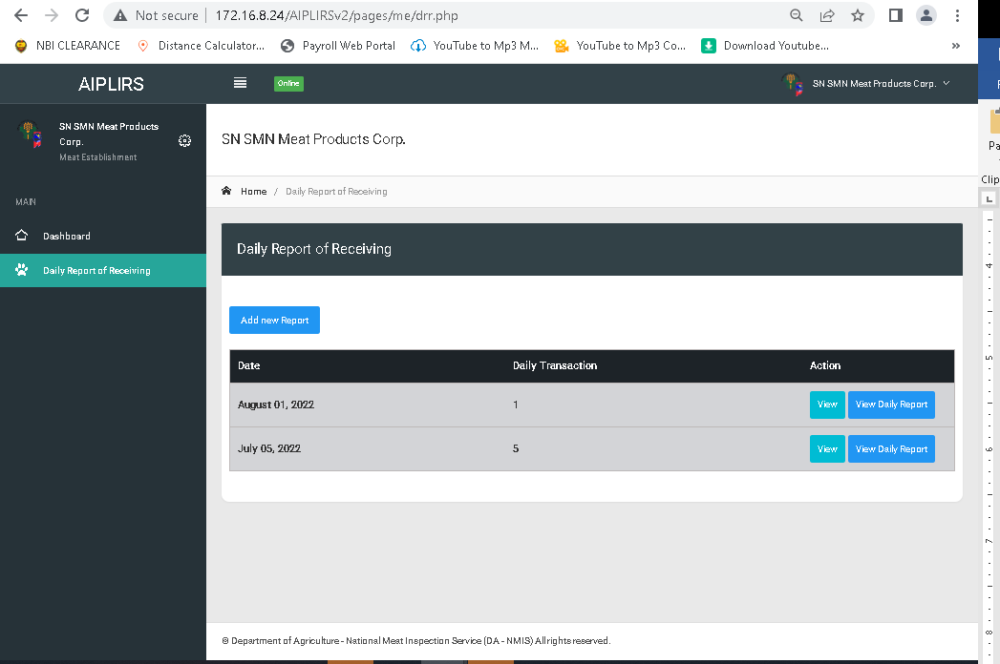 Not secure 172.16.8.24/AIPLIRSv2/pages/me/drr.php
NBI CLEARANCE Distance Calculator... Payroll Web Portal YouTube to Mp3 M... YouTube to Mp3 Co... Download Youtube... »
AIPLIRS Online SN SMN Meat Products Corp.
SN SMN Meat Products
Corp.
Meat Establishment
MAIN
Dashboard
Daily Report of Receiving
SN SMN Meat Products Corp.
Home / Daily Report of Receiving
Daily Report of Receiving
Add new Report
Date Daily Transaction Action
August 01, 2022 1 View View Daily Report
July 05, 2022 5 View View Daily Report
© Department of Agriculture - National Meat Inspection Service (DA - NMIS) All rights reserved.
Pa
Clip
L
4
5
6
7
8